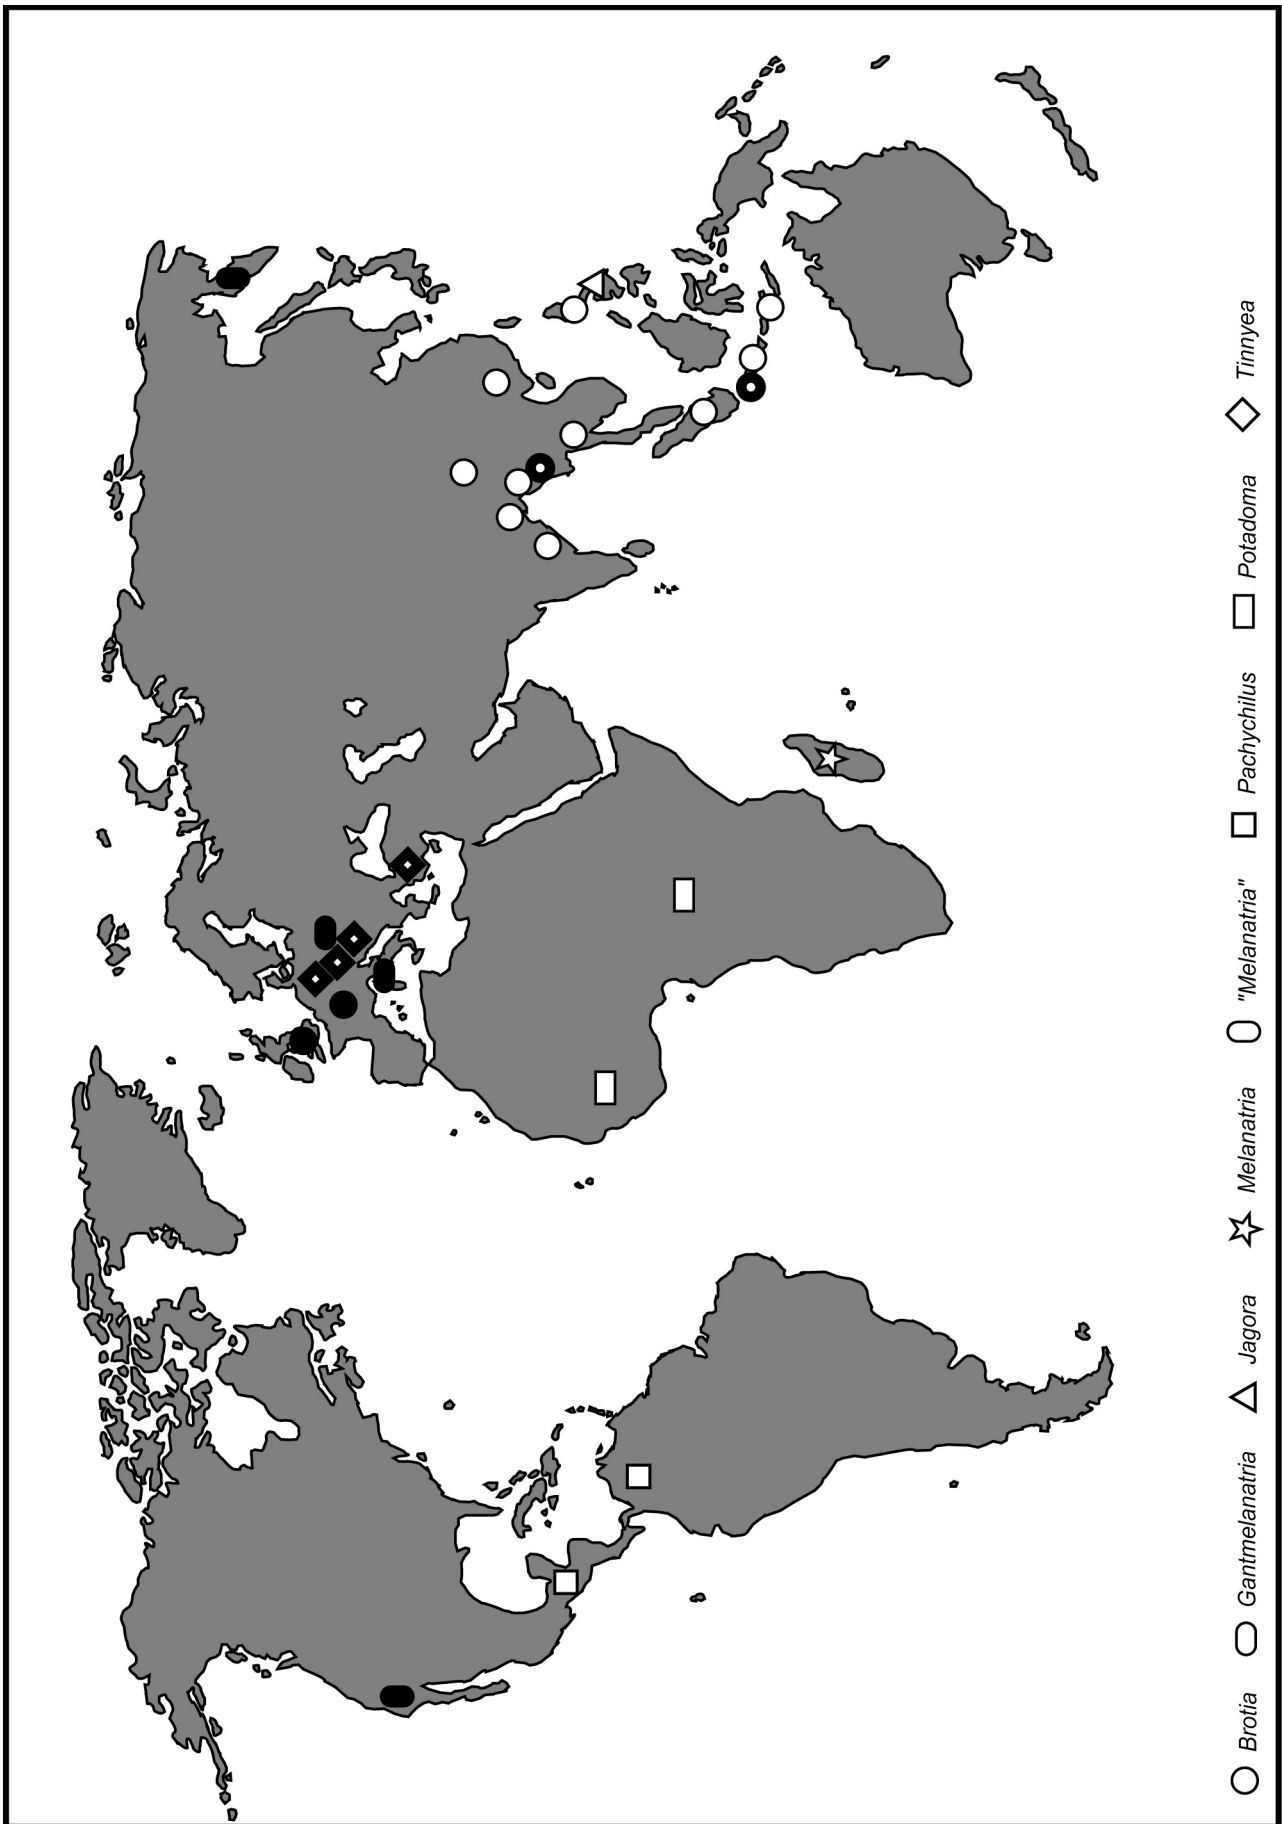 Brotia
Gantmelanatria
Jagora
Melanatria
"Melanatria"
Pachychilus
Potadoma
Tinnyea